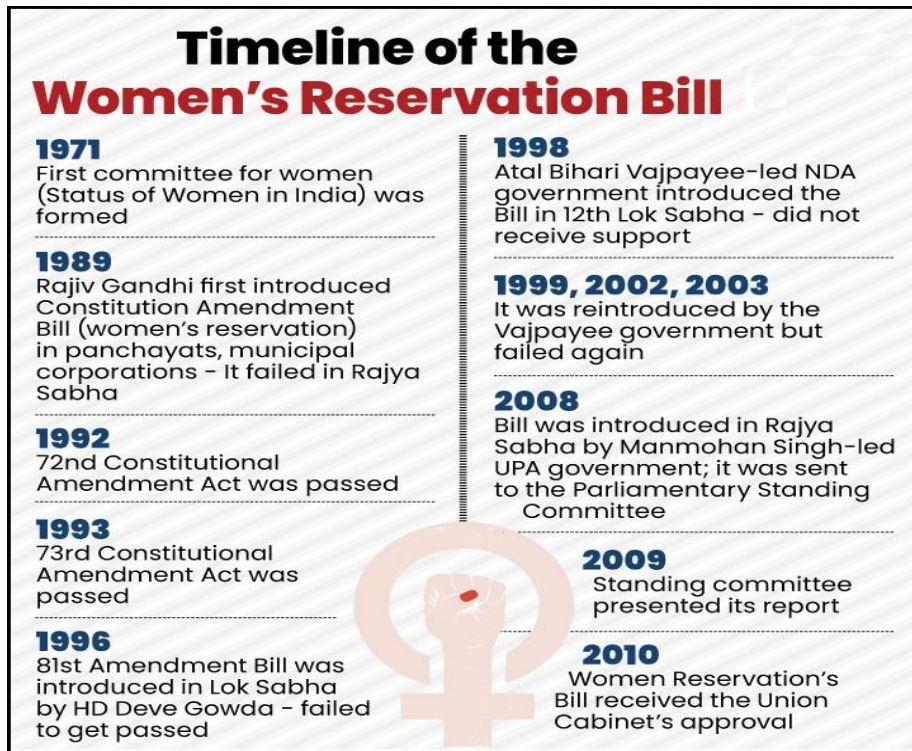 Timeline of the
Women's Reservation Bill
1971
First committee for women
(Status of Women in India) was
formed
1989
Rajiv Gandhi first introduced
Constitution Amendment
Bill (women's reservation)
in panchayats, municipal
corporations - It failed in Rajya
Sabha
1992
72nd Constitutional
Amendment Act was passed
1993
73rd Constitutional
Amendment Act was
passed
1996
81st Amendment Bill was
introduced in Lok Sabha
by HD Deve Gowda - failed
to get passed
1998
Atal Bihari Vajpayee-led NDA
government introduced the
Bill in 12th Lok Sabha - did not
receive support
1999, 2002, 2003
It was reintroduced by the
Vajpayee government but
failed again
2008
Bill was introduced in Rajya
Sabha by Manmohan Singh-led
UPA government; it was sent
to the Parliamentary Standing
Committee
2009
Standing committee
presented its report
2010
Women Reservation's
Bill received the Union
Cabinet's approval